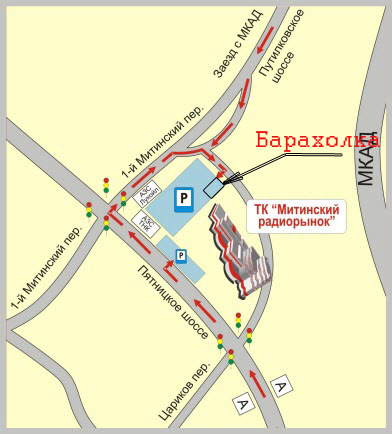 Заезд с МКАД
Путилковское
шоссе
Барахолка
1-й Митинский пер.
МКАД
АЗС
Лукойл
P
АЗС
ТНК
ТК "Митинский
радиорынок"
P
1-й Митинский пер.
Пятницкое шоссе
Цариков пер.
A
A